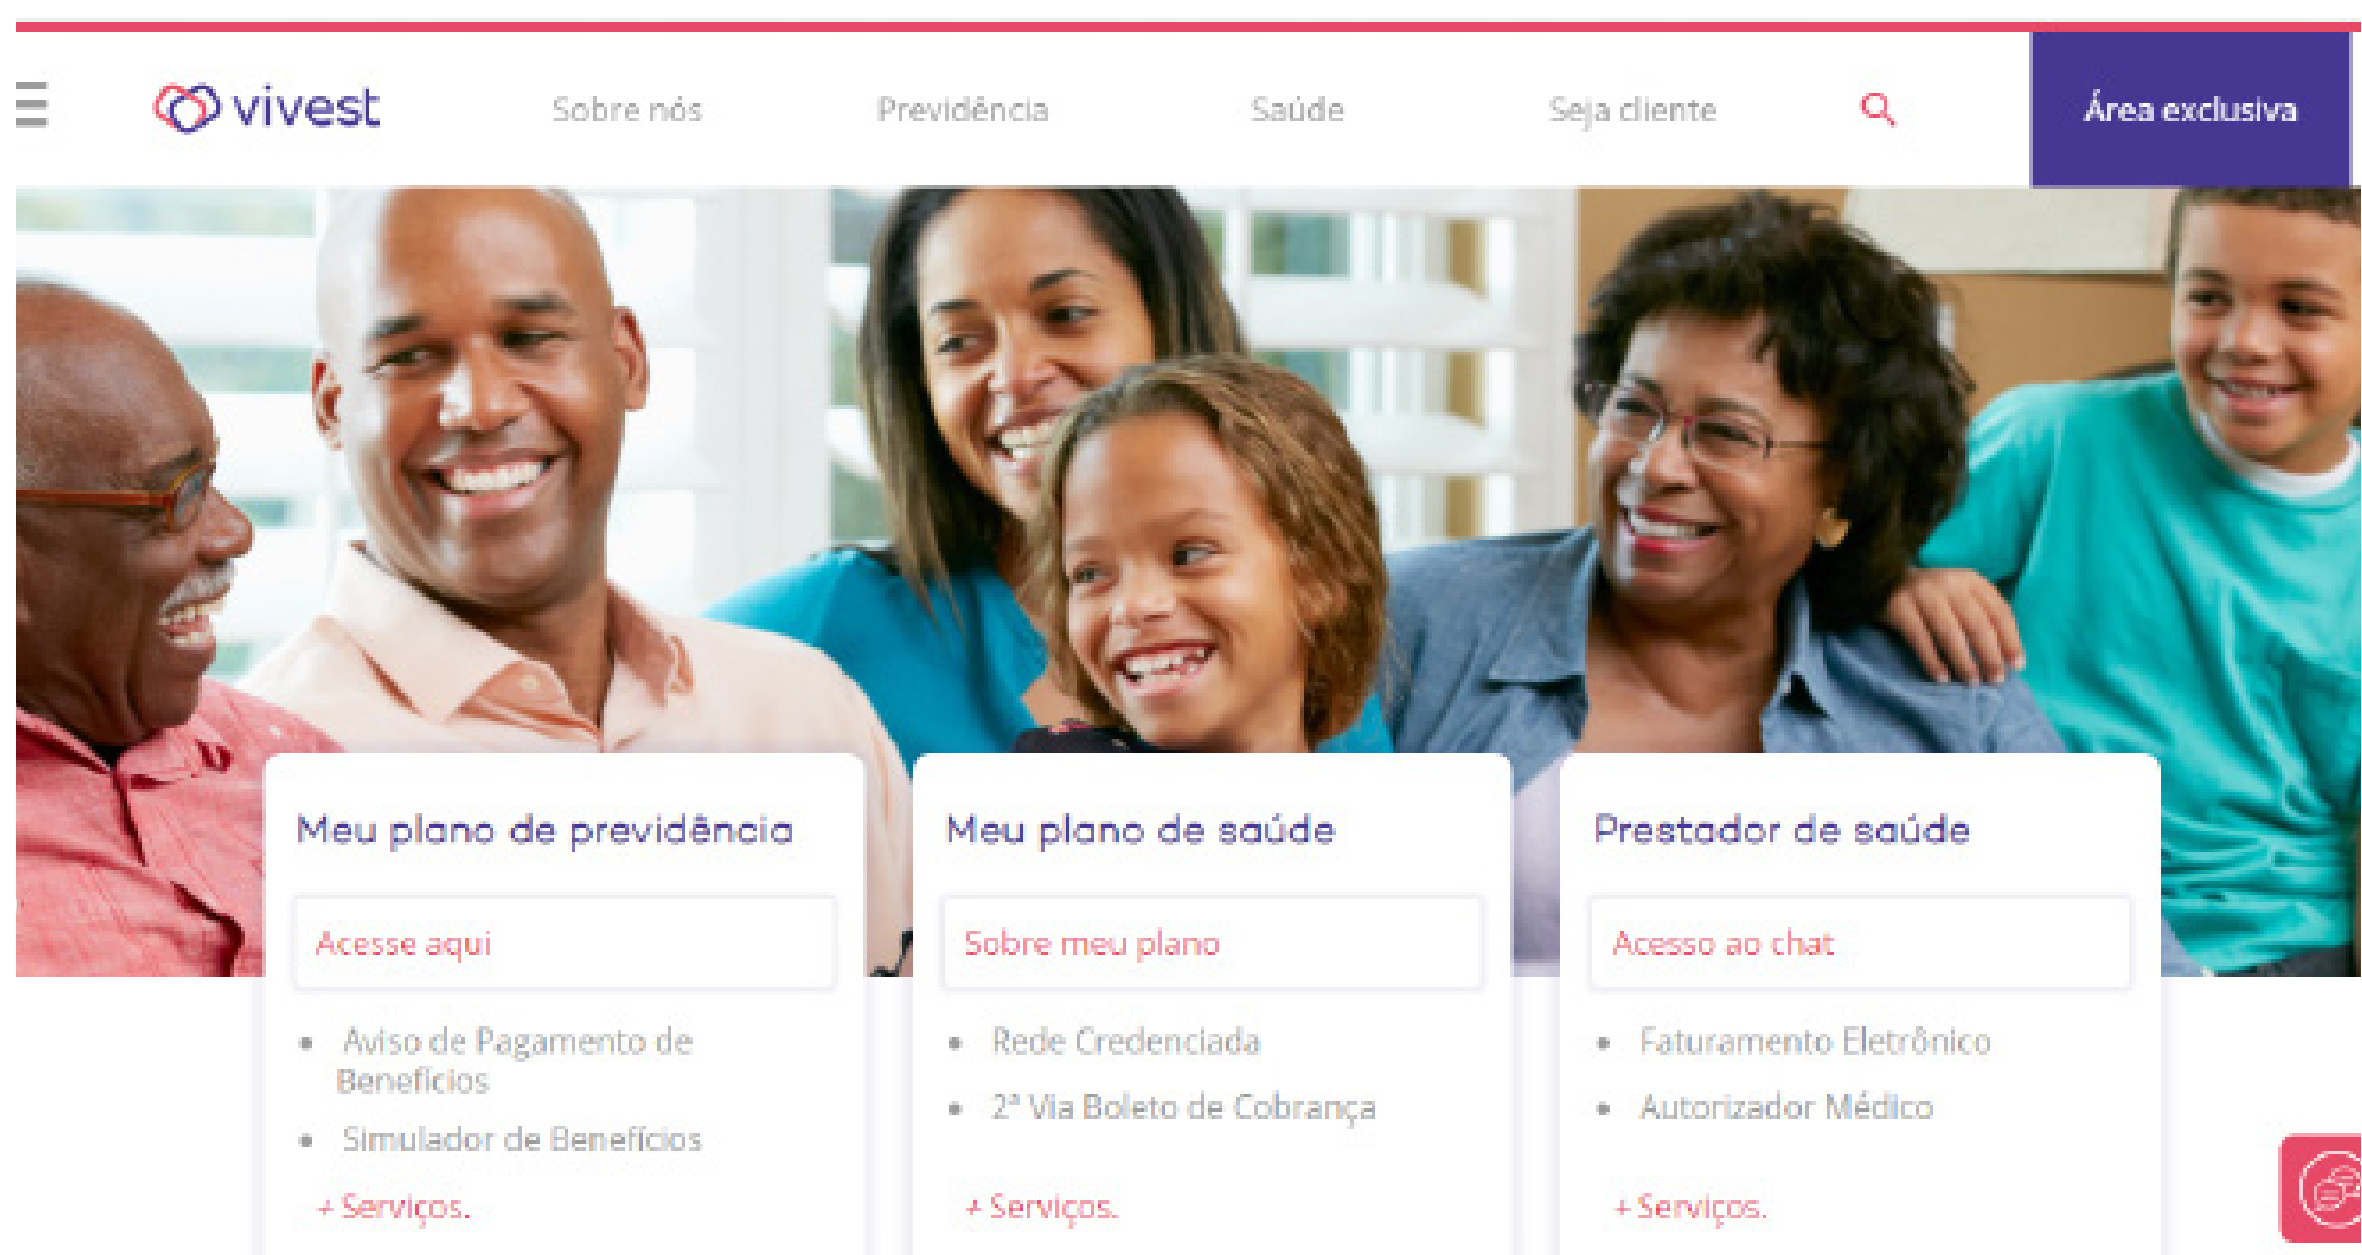 vivest
Sobre nós
Previdência
Saúde
Seja cliente
Área exclusiva
Meu plano de previdência
Acesse aqui
Aviso de Pagamento de
Beneficios
Simulador de Benefícios
+ Serviços.
Meu plano de saúde
Sobre meu plano
Rede Credenciada
2ª Via Boleto de Cobrança
+ Serviços.
Prestador de saúde
Acesso ao chat
Faturamento Eletrônico
Autorizador Médico
+ Serviços.